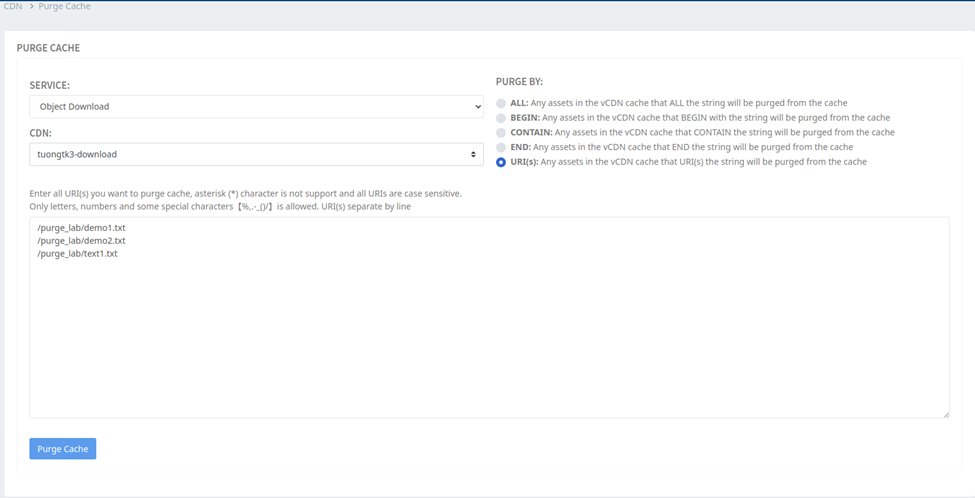 CDN > Purge Cache
PURGE CACHE
SERVICE:
Object Download
CDN:
tuongtk3-download
PURGE BY:
ALL: Any assets in the vCDN cache that ALL the string will be purged from the cache
BEGIN: Any assets in the vCDN cache that BEGIN with the string will be purged from the cache
CONTAIN: Any assets in the vCDN cache that CONTAIN the string will be purged from the cache
END: Any assets in the vCDN cache that END the string will be purged from the cache
URI(s): Any assets in the vCDN cache that URI(s) the string will be purged from the cache
Enter all URI(s) you want to purge cache, asterisk (*) character is not support and all URIs are case sensitive.
Only letters, numbers and some special characters【%,.-_()/】is allowed. URI(s) separate by line
/purge_lab/demo1.txt
/purge_lab/demo2.txt
/purge_lab/text1.txt
Purge Cache